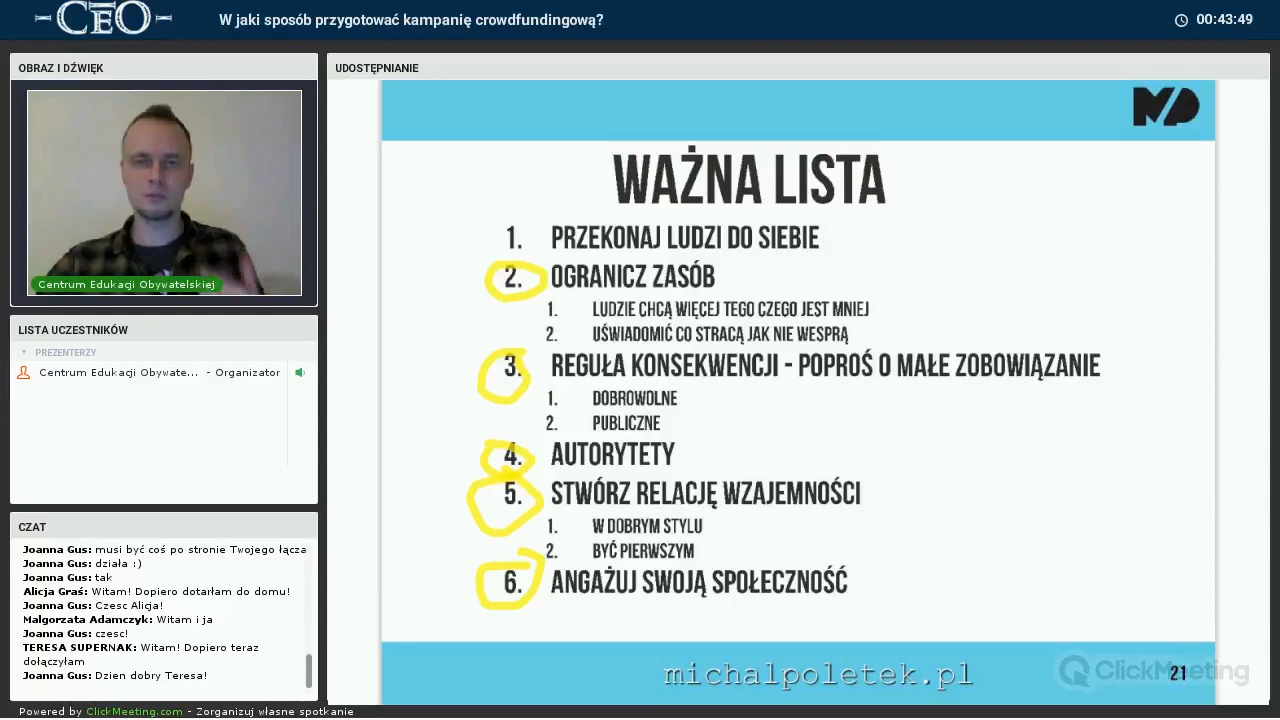 CEO
W jaki sposób przygotować kampanię crowdfundingową?
00:43:49
OBRAZ I DŹWIĘK
Centrum Edukacji Obywatelskiej
LISTA UCZESTNIKÓW
PREZENTERZY
Centrum Edukacji Obywate... - Organizator
CZAT
Joanna Gus: musi być coś po stronie Twojego łącza
Joanna Gus: działa :)
Joanna Gus: tak
Alicja Graś: Witam! Dopiero dotarłam do domu!
Joanna Gus: Czesc Alicja!
Malgorzata Adamczyk: Witam i ja
Joanna Gus: czesc!
TERESA SUPERNAK: Witam! Dopiero teraz
dołączyłam
Joanna Gus: Dzien dobry Teresa!
UDOSTĘPNIANIE
MP
WAŻNA LISTA
1. PRZEKONAJ LUDZI DO SIEBIE
2. OGRANICZ ZASÓB
1. LUDZIE CHCĄ WIĘCEJ TEGO CZEGO JEST MNIEJ
2. UŚWIADOMIĆ CO STRACĄ JAK NIE WESPRĄ
3. REGUŁA KONSEKWENCJI - POPROŚ O MAŁE ZOBOWIĄZANIE
1. DOBROWOLNE
2. PUBLICZNE
4. AUTORYTETY
5. STWÓRZ RELACJĘ WZAJEMNOŚCI
1. W DOBRYM STYLU
2. BYĆ PIERWSZYM
6. ANGAŻUJ SWOJĄ SPOŁECZNOŚĆ
michalpoletek.pl
ClickMeeting
21
Powered by ClickMeeting.com - Zorganizuj własne spotkanie